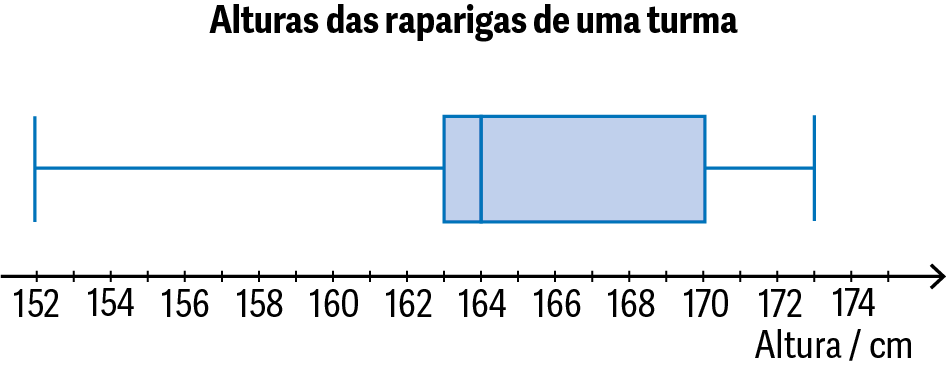 Alturas das raparigas de uma turma
152 154 156 158 160 162 164 166 168 170 172 174
Altura / cm